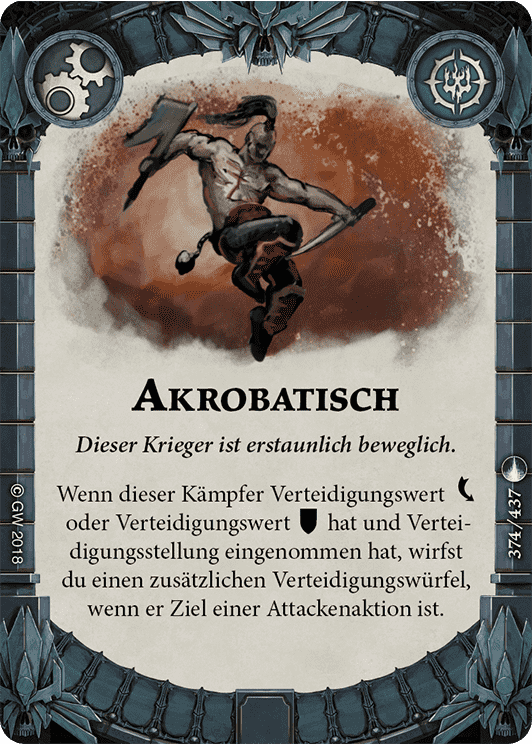 AKROBATISCH
Dieser Krieger ist erstaunlich beweglich.
Wenn dieser Kämpfer Verteidigungswert
oder Verteidigungswert hat und Vertei-
digungsstellung eingenommen hat, wirfst
du einen zusätzlichen Verteidigungswürfel,
wenn er Ziel einer Attackenaktion ist.
© GW 2018
374/437